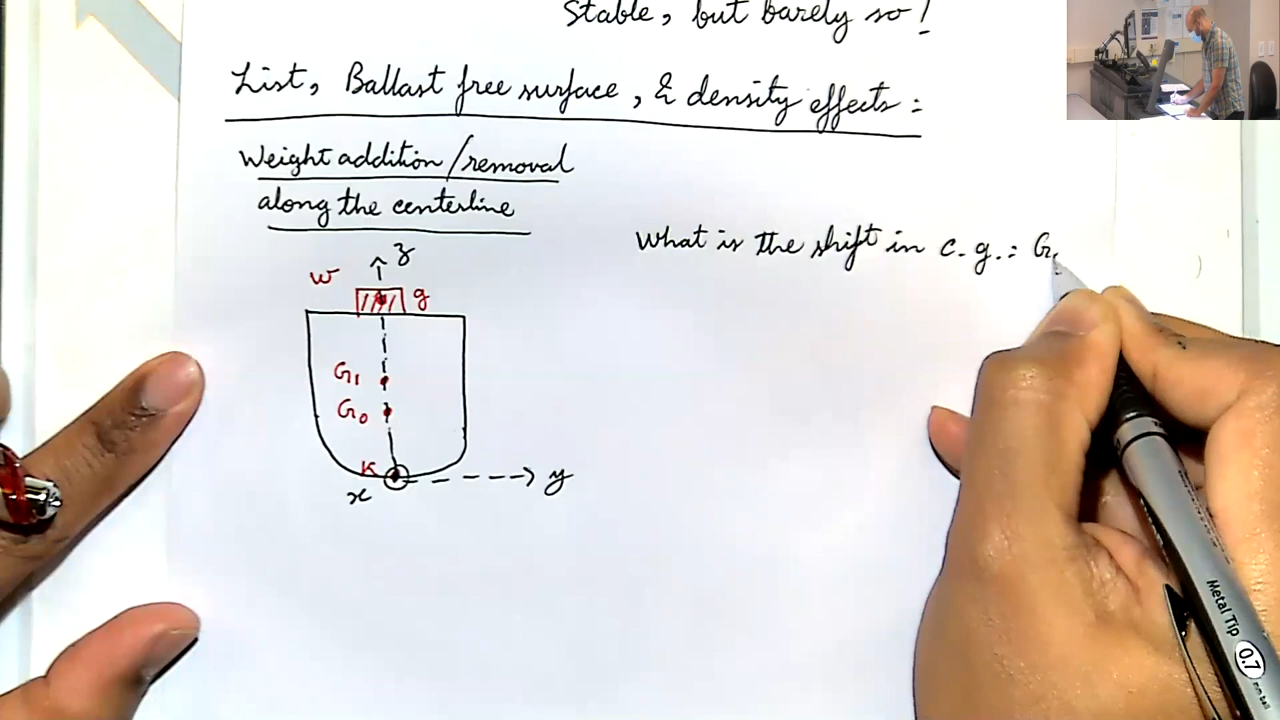 Stable, but barely so!
List, Ballast free surface, & density effects:
Weight addition/removal
along the centerline
What is the shift in c.g.: G
z
w
g
G1
G0
K
x
y
Metal Tip
0.7